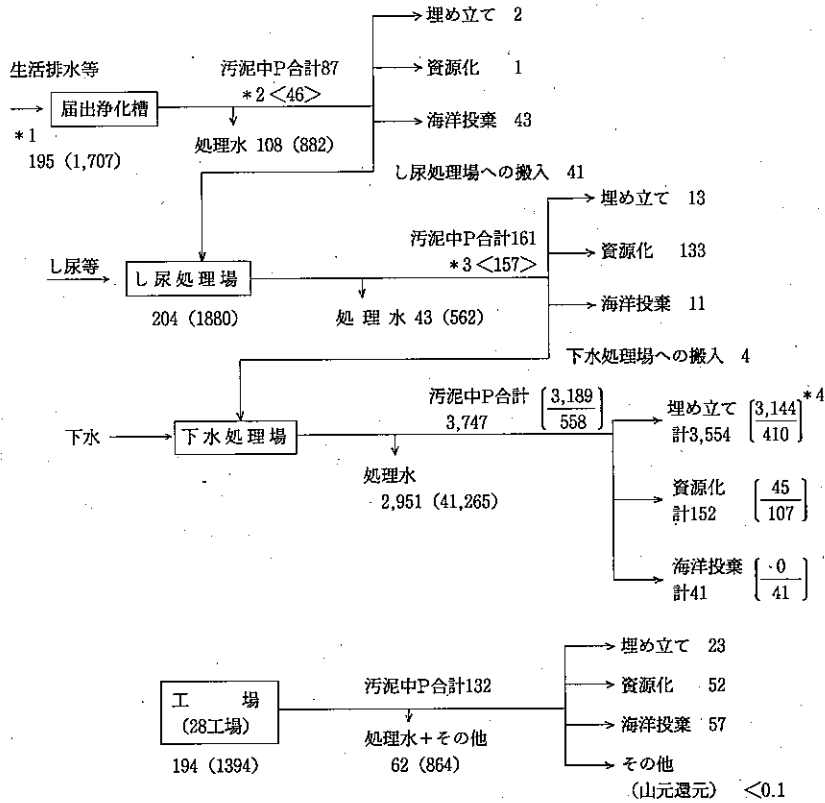 埋め立て 2
生活排水等
汚泥中P合計87
資源化 1
*2<46>
届出浄化槽
*1
処理水 108 (882)
海洋投棄 43
195 (1,707)
し尿処理場への搬入 41
汚泥中P合計161
埋め立て 13
*3<157>
し尿等
し尿処理場
資源化 133
204 (1880)
処理水 43 (562)
海洋投棄 11
下水処理場への搬入 4
汚泥中P合計 3,747 [3,189/558]
埋め立て 計3,554 [3,144/410]*4
下水
下水処理場
処理水
2,951 (41,265)
資源化 計152 [45/107]
海洋投棄 計41 [0/41]
工場
(28工場)
194 (1394)
汚泥中P合計132
処理水+その他
62 (864)
埋め立て 23
資源化 52
海洋投棄 57
その他
(山元還元) <0.1